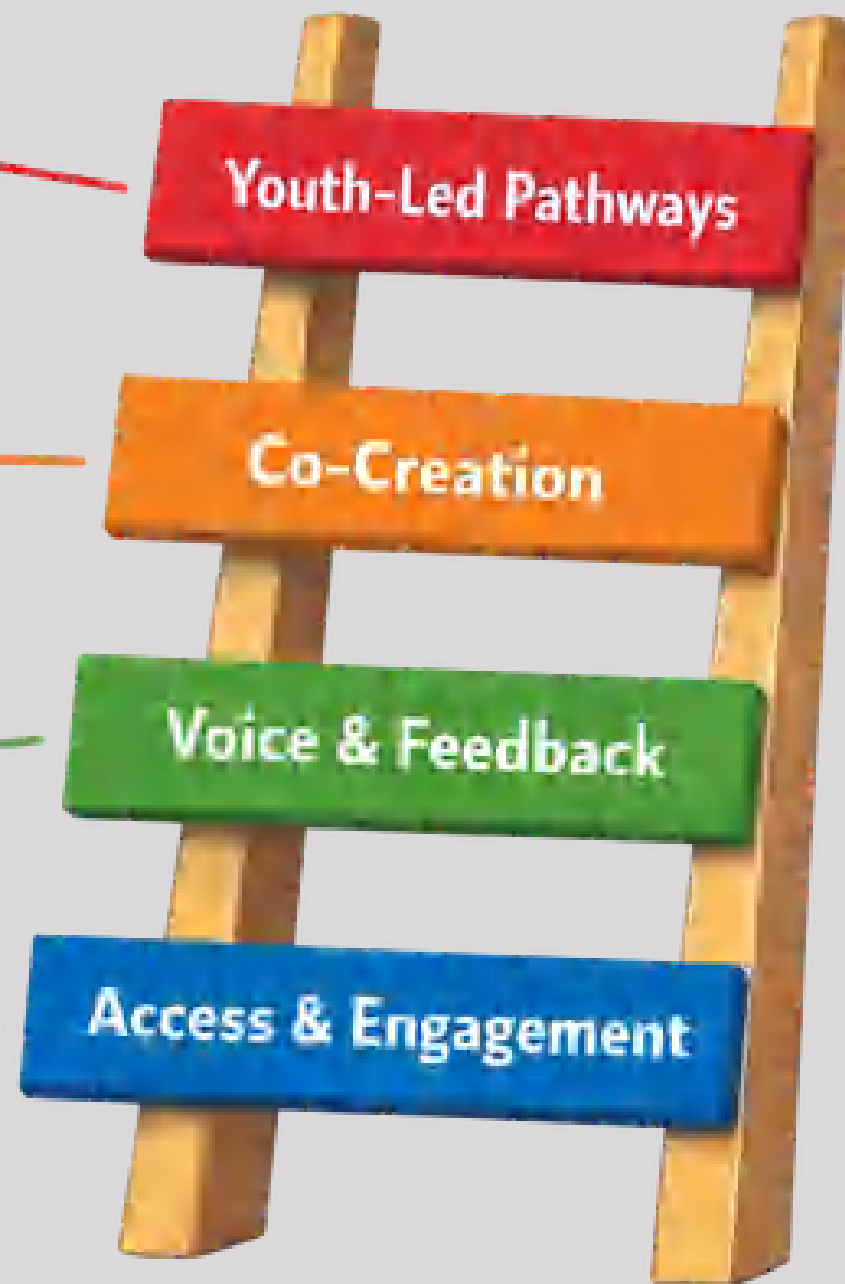 Youth-Led Pathways
Co-Creation
Voice & Feedback
Access & Engagement